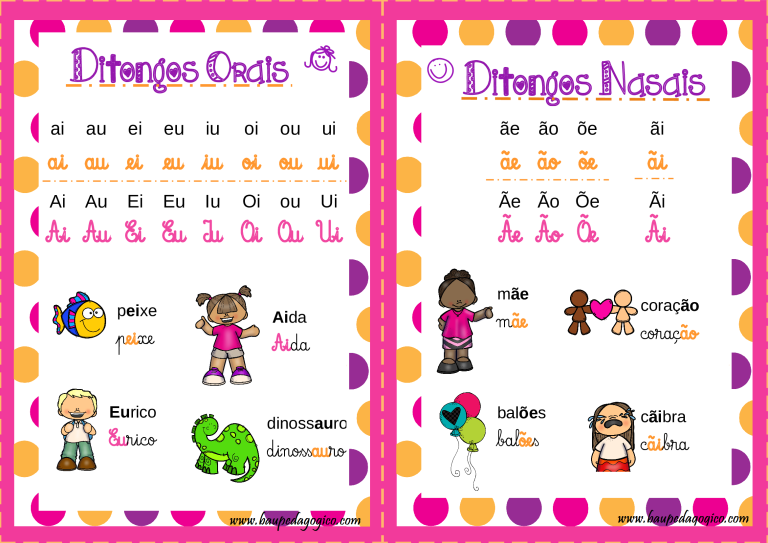 Ditongos Orais
ai au ei eu iu oi ou ui
ai au ei eu iu oi ou ui
Ai Au Ei Eu Iu Oi ou Ui
Ai Au Ei Eu Iu Oi Ou Ui
peixe
peixe
Aida
Aida
Eurico
Eurico
dinossauro
dinossauro
www.baupedagogico.com
Ditongos Nasais
ãe ão õe ãi
ãe ão õe ãi
Ãe Ão Õe Ãi
Ãe Ão Õe Ãi
mãe
mãe
coração
coração
balões
balões
cãibra
cãibra
www.baupedagogico.com